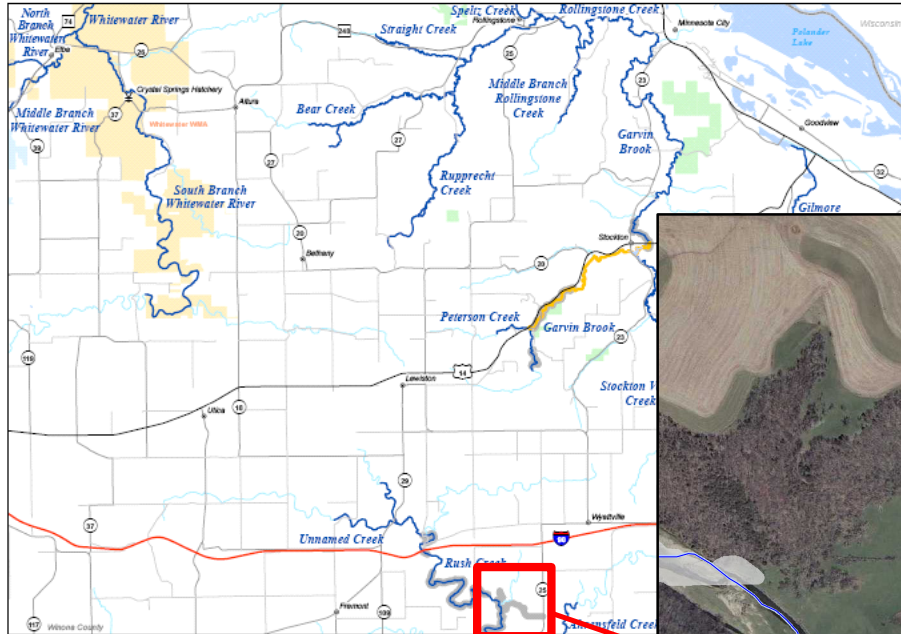 North
Branch
Whitewater
River
74
Whitewater River
Elba
26
Crystal Springs Hatchery
37
Middle Branch
Whitewater River
39
Altura
Whitewater WMA
South Branch
Whitewater River
248
Straight Creek
Speltz Creek
Rollingstone
Rollingstone Creek
25
Minnesota City
Wisconsin
Polander
Lake
Bear Creek
Middle Branch
Rollingstone
Creek
23
27
27
Garvin
Brook
Goodview
32
Rupprecht
Creek
Gilmore
20
Bethany
20
Stockton
Peterson Creek
Garvin Brook
23
119
14
Lewiston
Stockton V
Creek
Utica
18
29
37
Unnamed Creek
Wyattville
90
Rush Creek
25
Fremont
109
Ahrensfeld Creek
117
Winona County